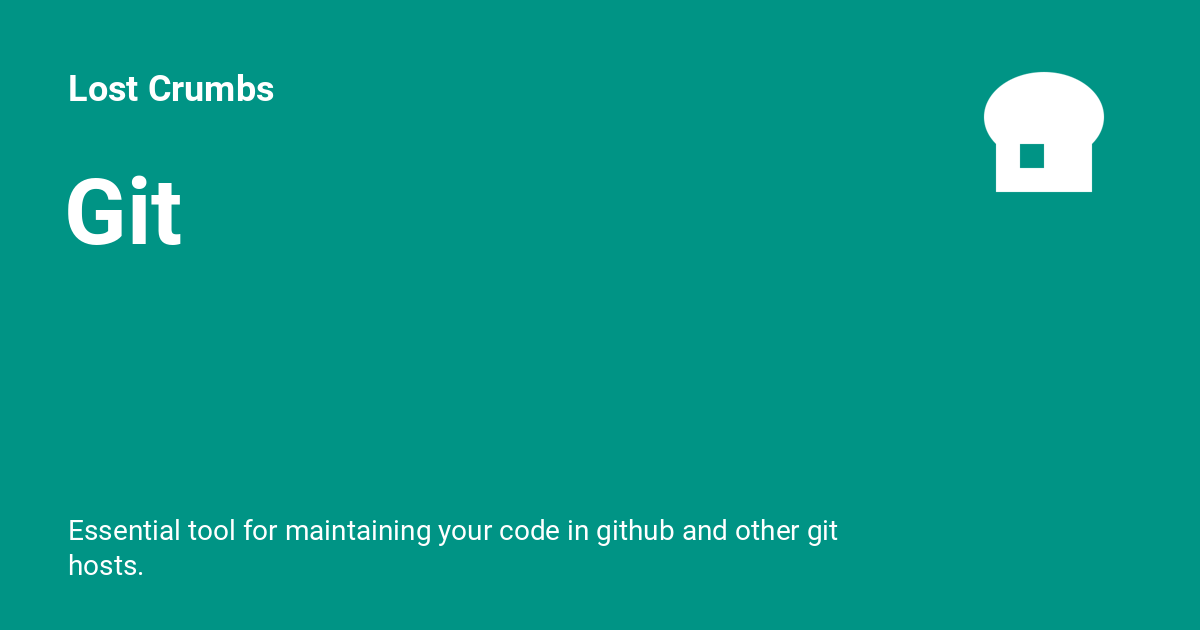 Lost Crumbs
Git
Essential tool for maintaining your code in github and other git
hosts.